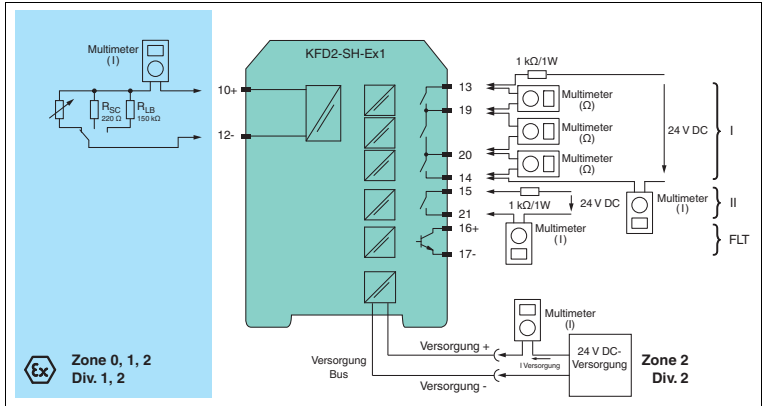 Multimeter
(I)
R_SC
220 Ω
R_LB
150 kΩ
10+
12-
KFD2-SH-Ex1
13
19
20
14
15
21
16+
17-
1 kΩ/1W
Multimeter
(Ω)
Multimeter
(Ω)
Multimeter
(Ω)
24 V DC
I
1 kΩ/1W
24 V DC
Multimeter
(I)
II
Multimeter
(I)
FLT
Multimeter
(I)
Versorgung +
I Versorgung
24 V DC-
Versorgung
Versorgung
Bus
Versorgung -
Zone 2
Div. 2
Ex
Zone 0, 1, 2
Div. 1, 2